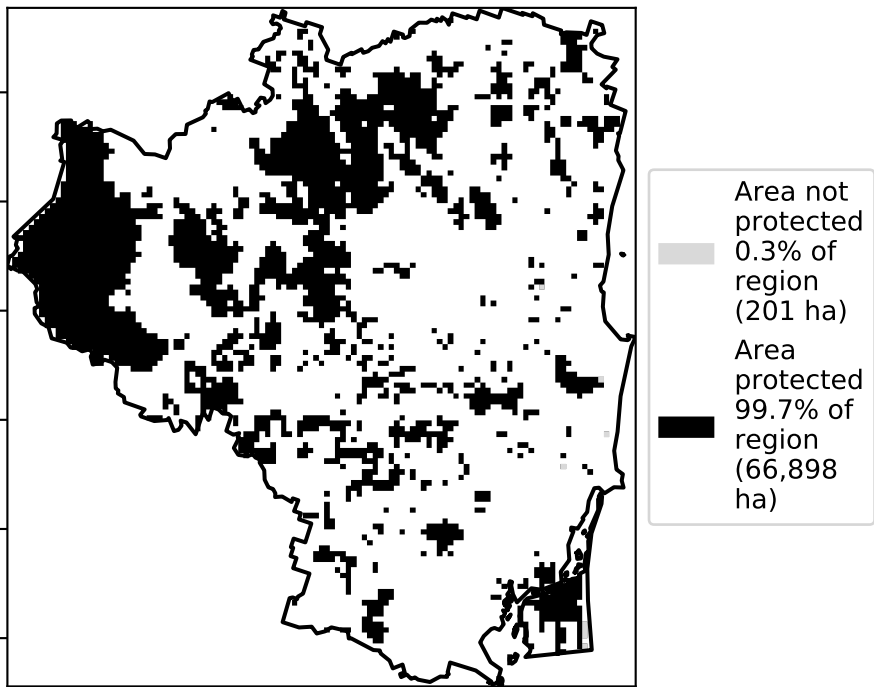 Area not
protected
0.3% of
region
(201 ha)
Area
protected
99.7% of
region
(66,898
ha)